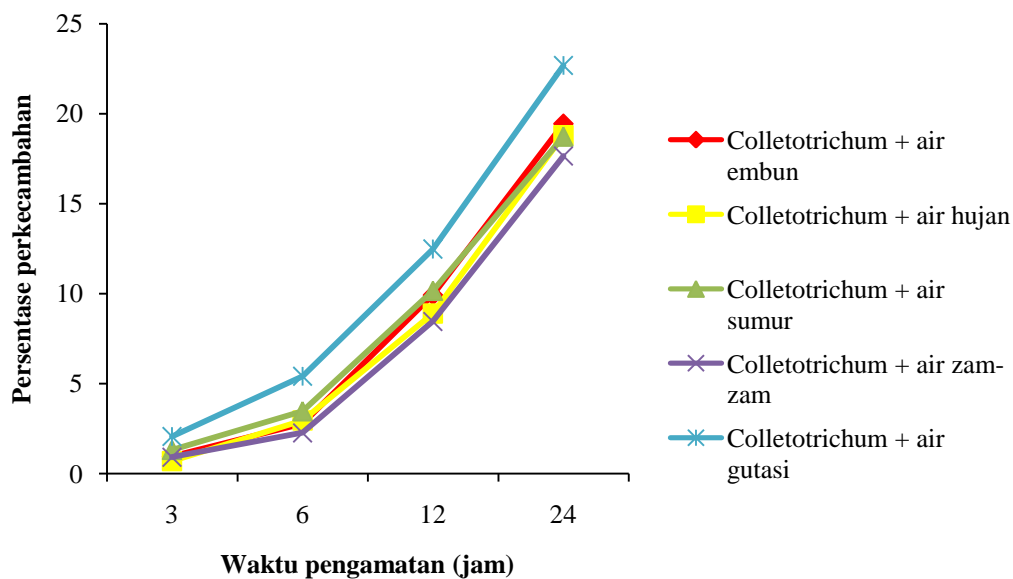 25
20
15
10
5
0
Persentase perkecambahan
3 6 12 24
Waktu pengamatan (jam)
Colletotrichum + air
embun
Colletotrichum + air hujan
Colletotrichum + air
sumur
Colletotrichum + air zam-
zam
Colletotrichum + air
gutasi